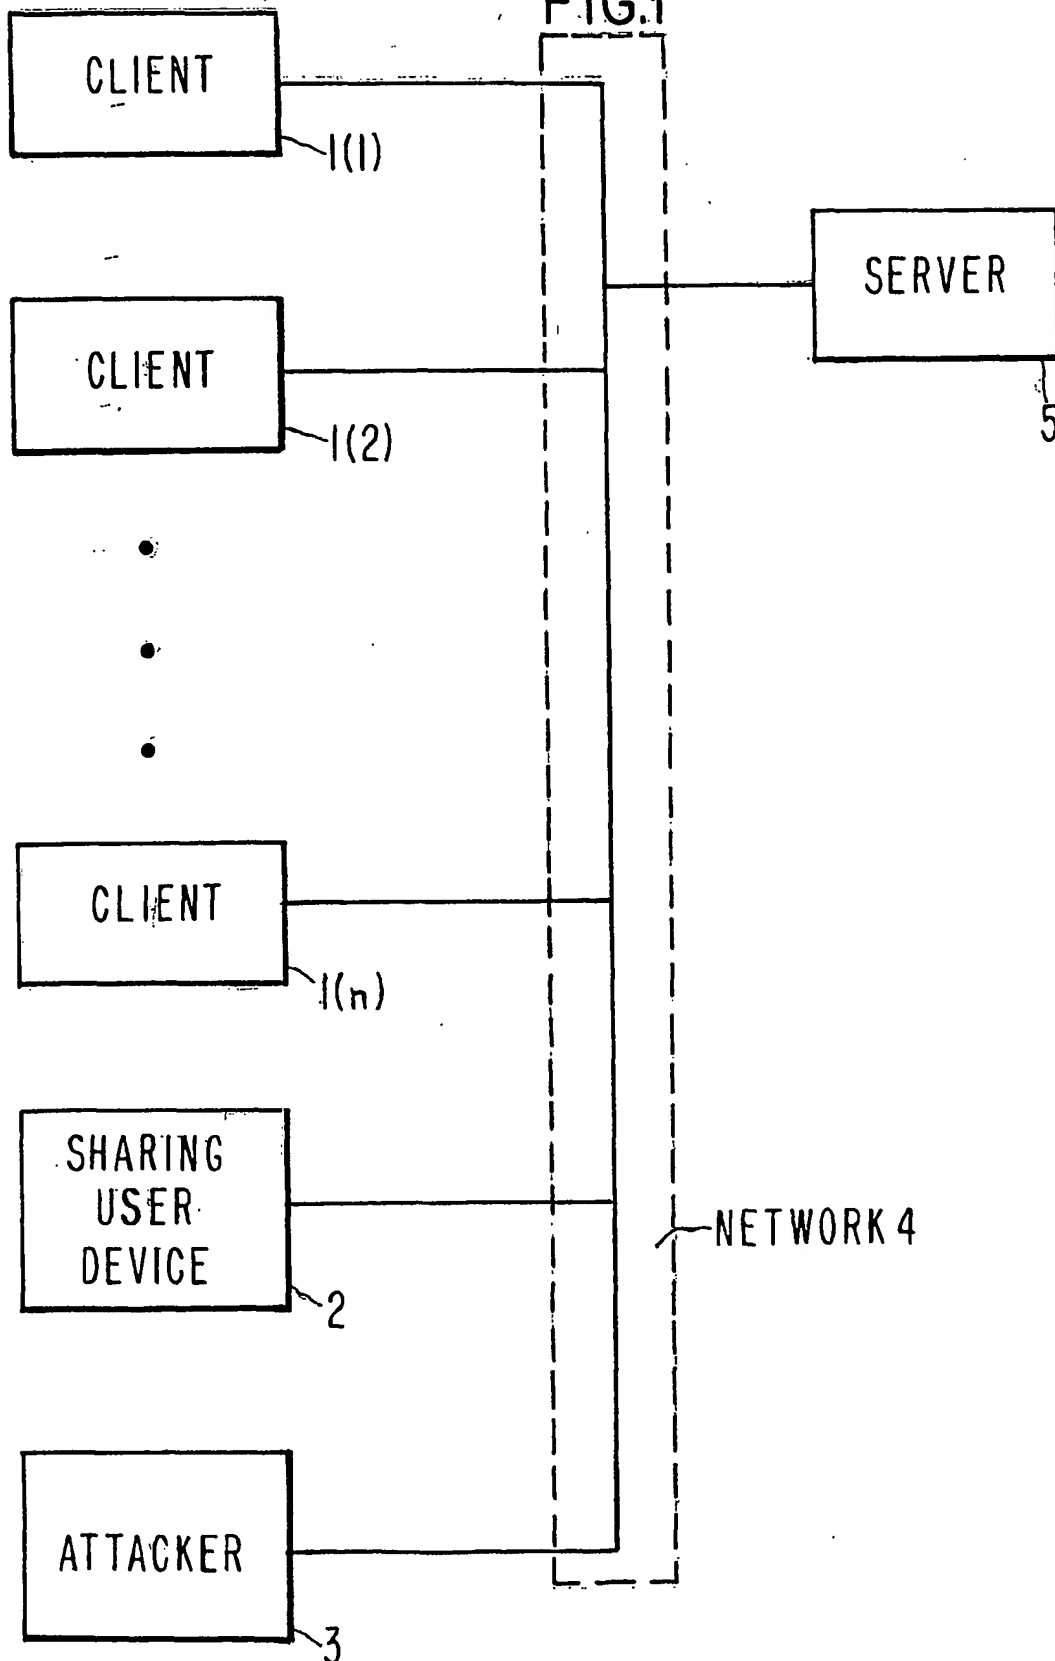 FIG.1
CLIENT
1(1)
SERVER
5
CLIENT
1(2)
CLIENT
1(n)
SHARING
USER
DEVICE
2
NETWORK 4
ATTACKER
3